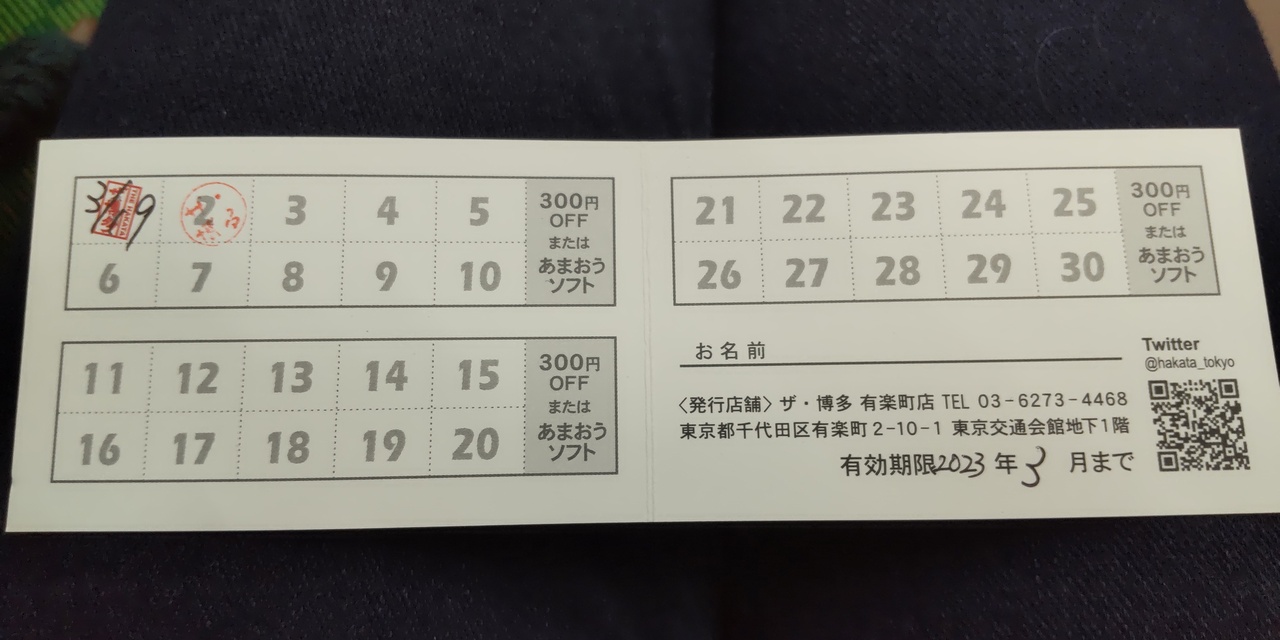 3/19
THE HAKATA
2 3 4 5
6 7 8 9 10
300円
OFF
または
あまおう
ソフト
11 12 13 14 15
16 17 18 19 20
300円
OFF
または
あまおう
ソフト
21 22 23 24 25
26 27 28 29 30
300円
OFF
または
あまおう
ソフト
お名前
Twitter
@hakata_tokyo
〈発行店舗〉ザ・博多 有楽町店 TEL 03-6273-4468
東京都千代田区有楽町2-10-1 東京交通会館地下1階
有効期限2023年3月まで